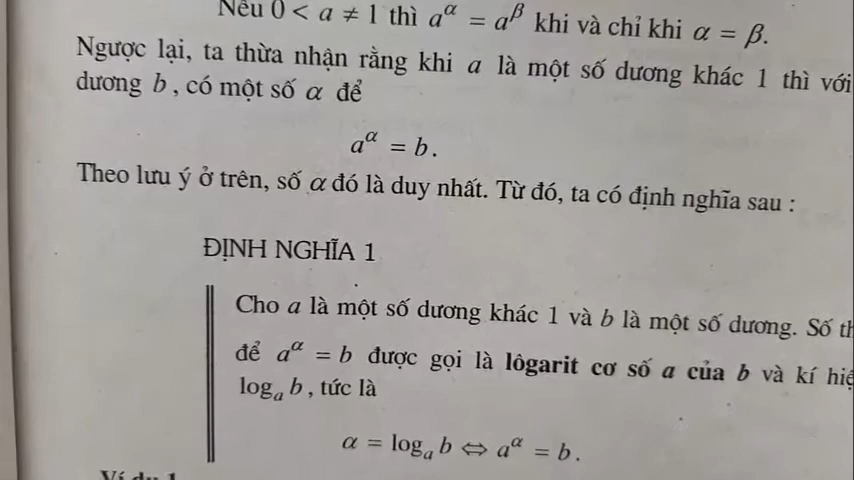 Nếu 0 < a ≠ 1 thì a^α = a^β khi và chỉ khi α = β.
Ngược lại, ta thừa nhận rằng khi a là một số dương khác 1 thì với
dương b, có một số α để
a^α = b.
Theo lưu ý ở trên, số α đó là duy nhất. Từ đó, ta có định nghĩa sau :
ĐỊNH NGHĨA 1
Cho a là một số dương khác 1 và b là một số dương. Số
để a^α = b được gọi là lôgarit cơ số a của b và kí
log_a b, tức là
α = log_a b ⇔ a^α = b.
Ví dụ 1